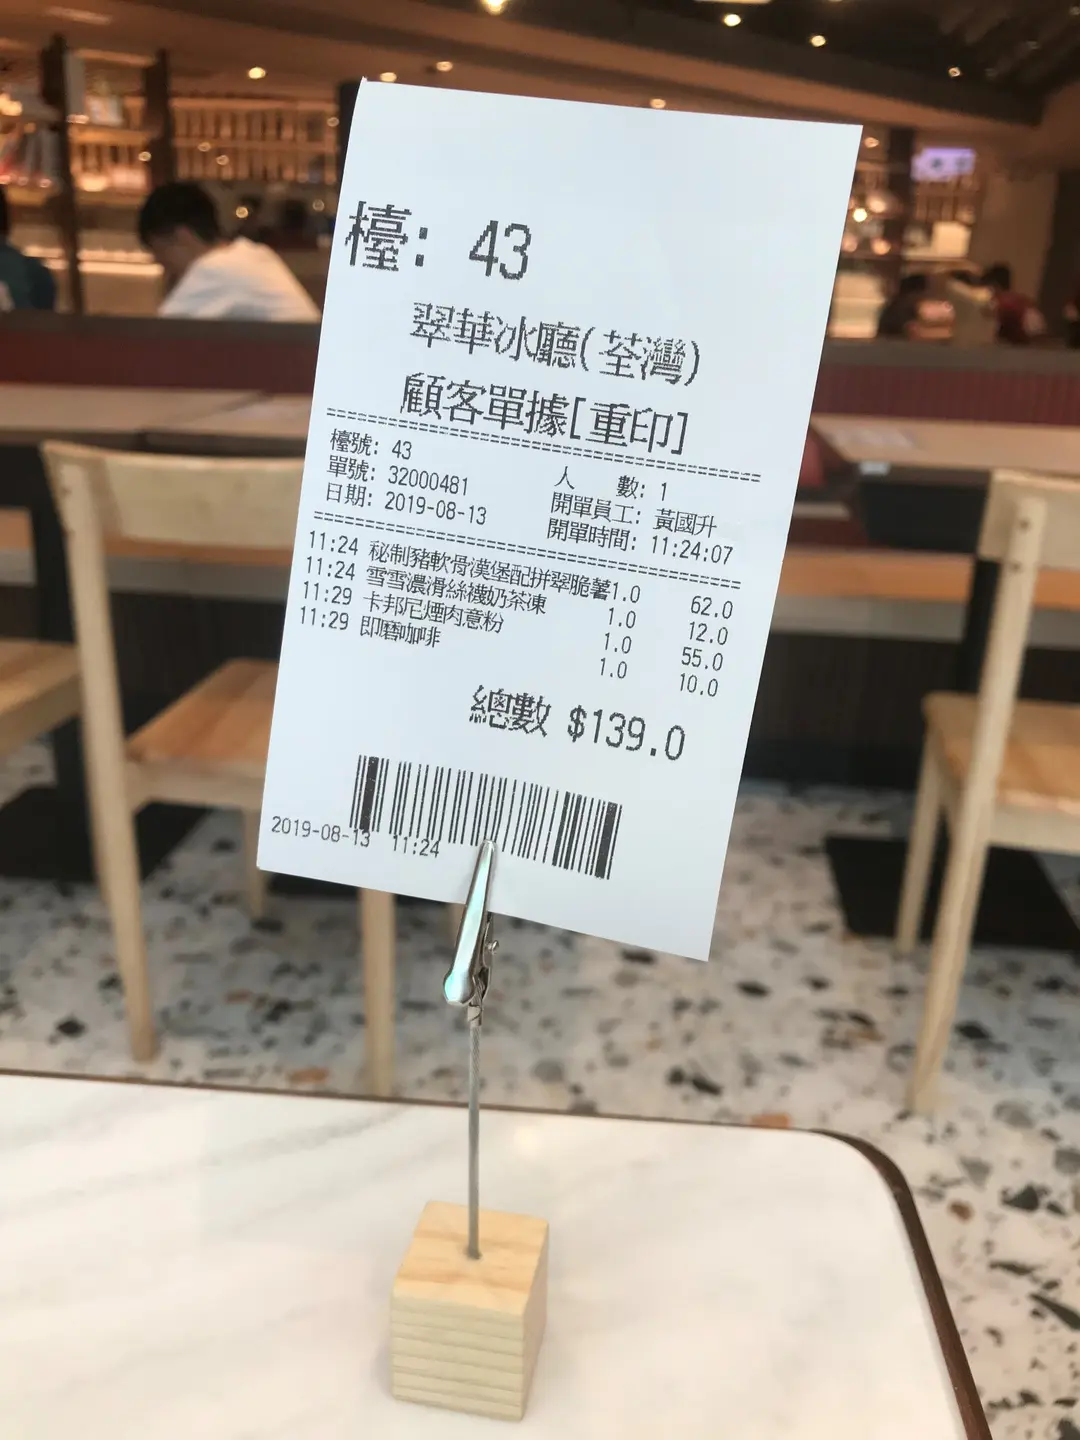 檯: 43
翠華冰廳(荃灣)
顧客單據[重印]
檯號: 43 人 數: 1
單號: 32000481 開單員工: 黃國升
日期: 2019-08-13 開單時間: 11:24:07
11:24 秘制豬軟骨漢堡配拼翠脆薯1.0 62.0
11:24 雪雪濃滑絲襪奶茶凍 1.0 12.0
11:29 卡邦尼煙肉意粉 1.0 55.0
11:29 即磨咖啡 1.0 10.0
總數 $139.0
2019-08-13 11:24